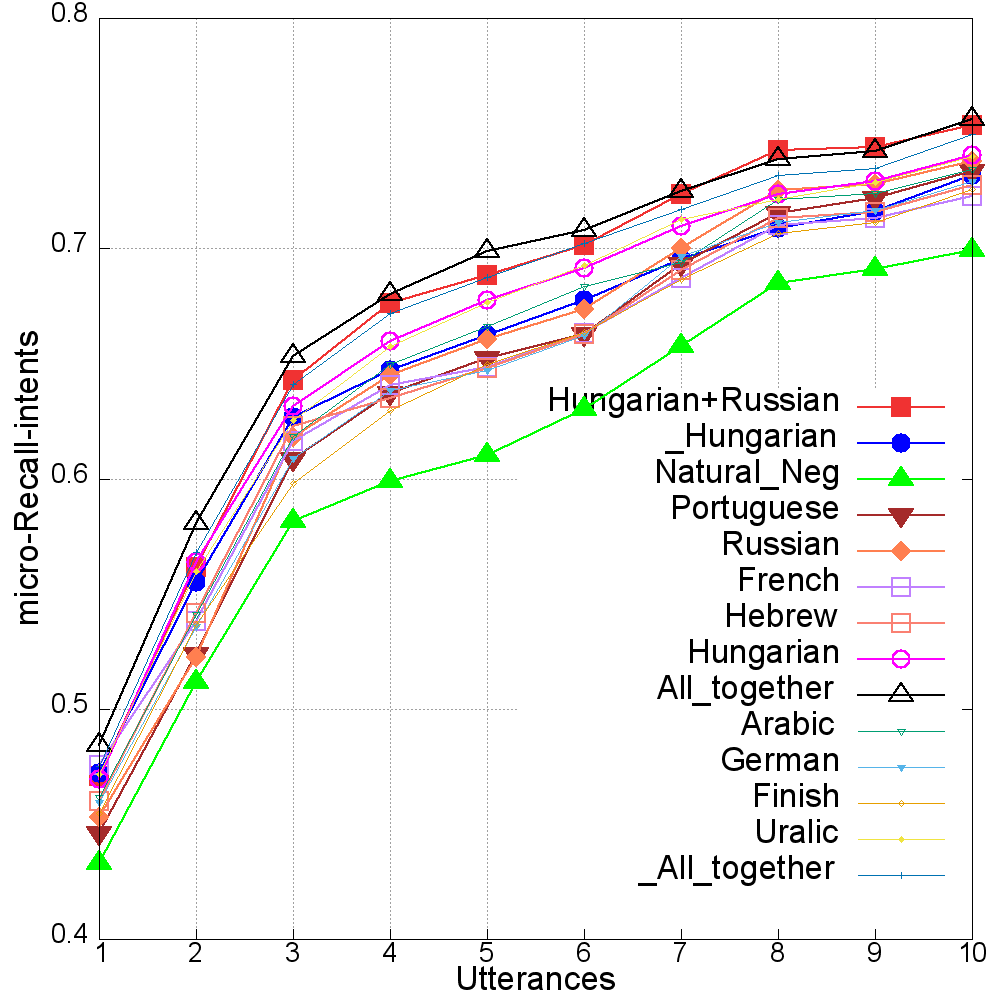 0.8
0.7
0.6
0.5
0.4
micro-Recall-intents
Hungarian+Russian
_Hungarian
Natural_Neg
Portuguese
Russian
French
Hebrew
Hungarian
All_together
Arabic
German
Finish
Uralic
_All_together
1 2 3 4 5 6 7 8 9 10
Utterances